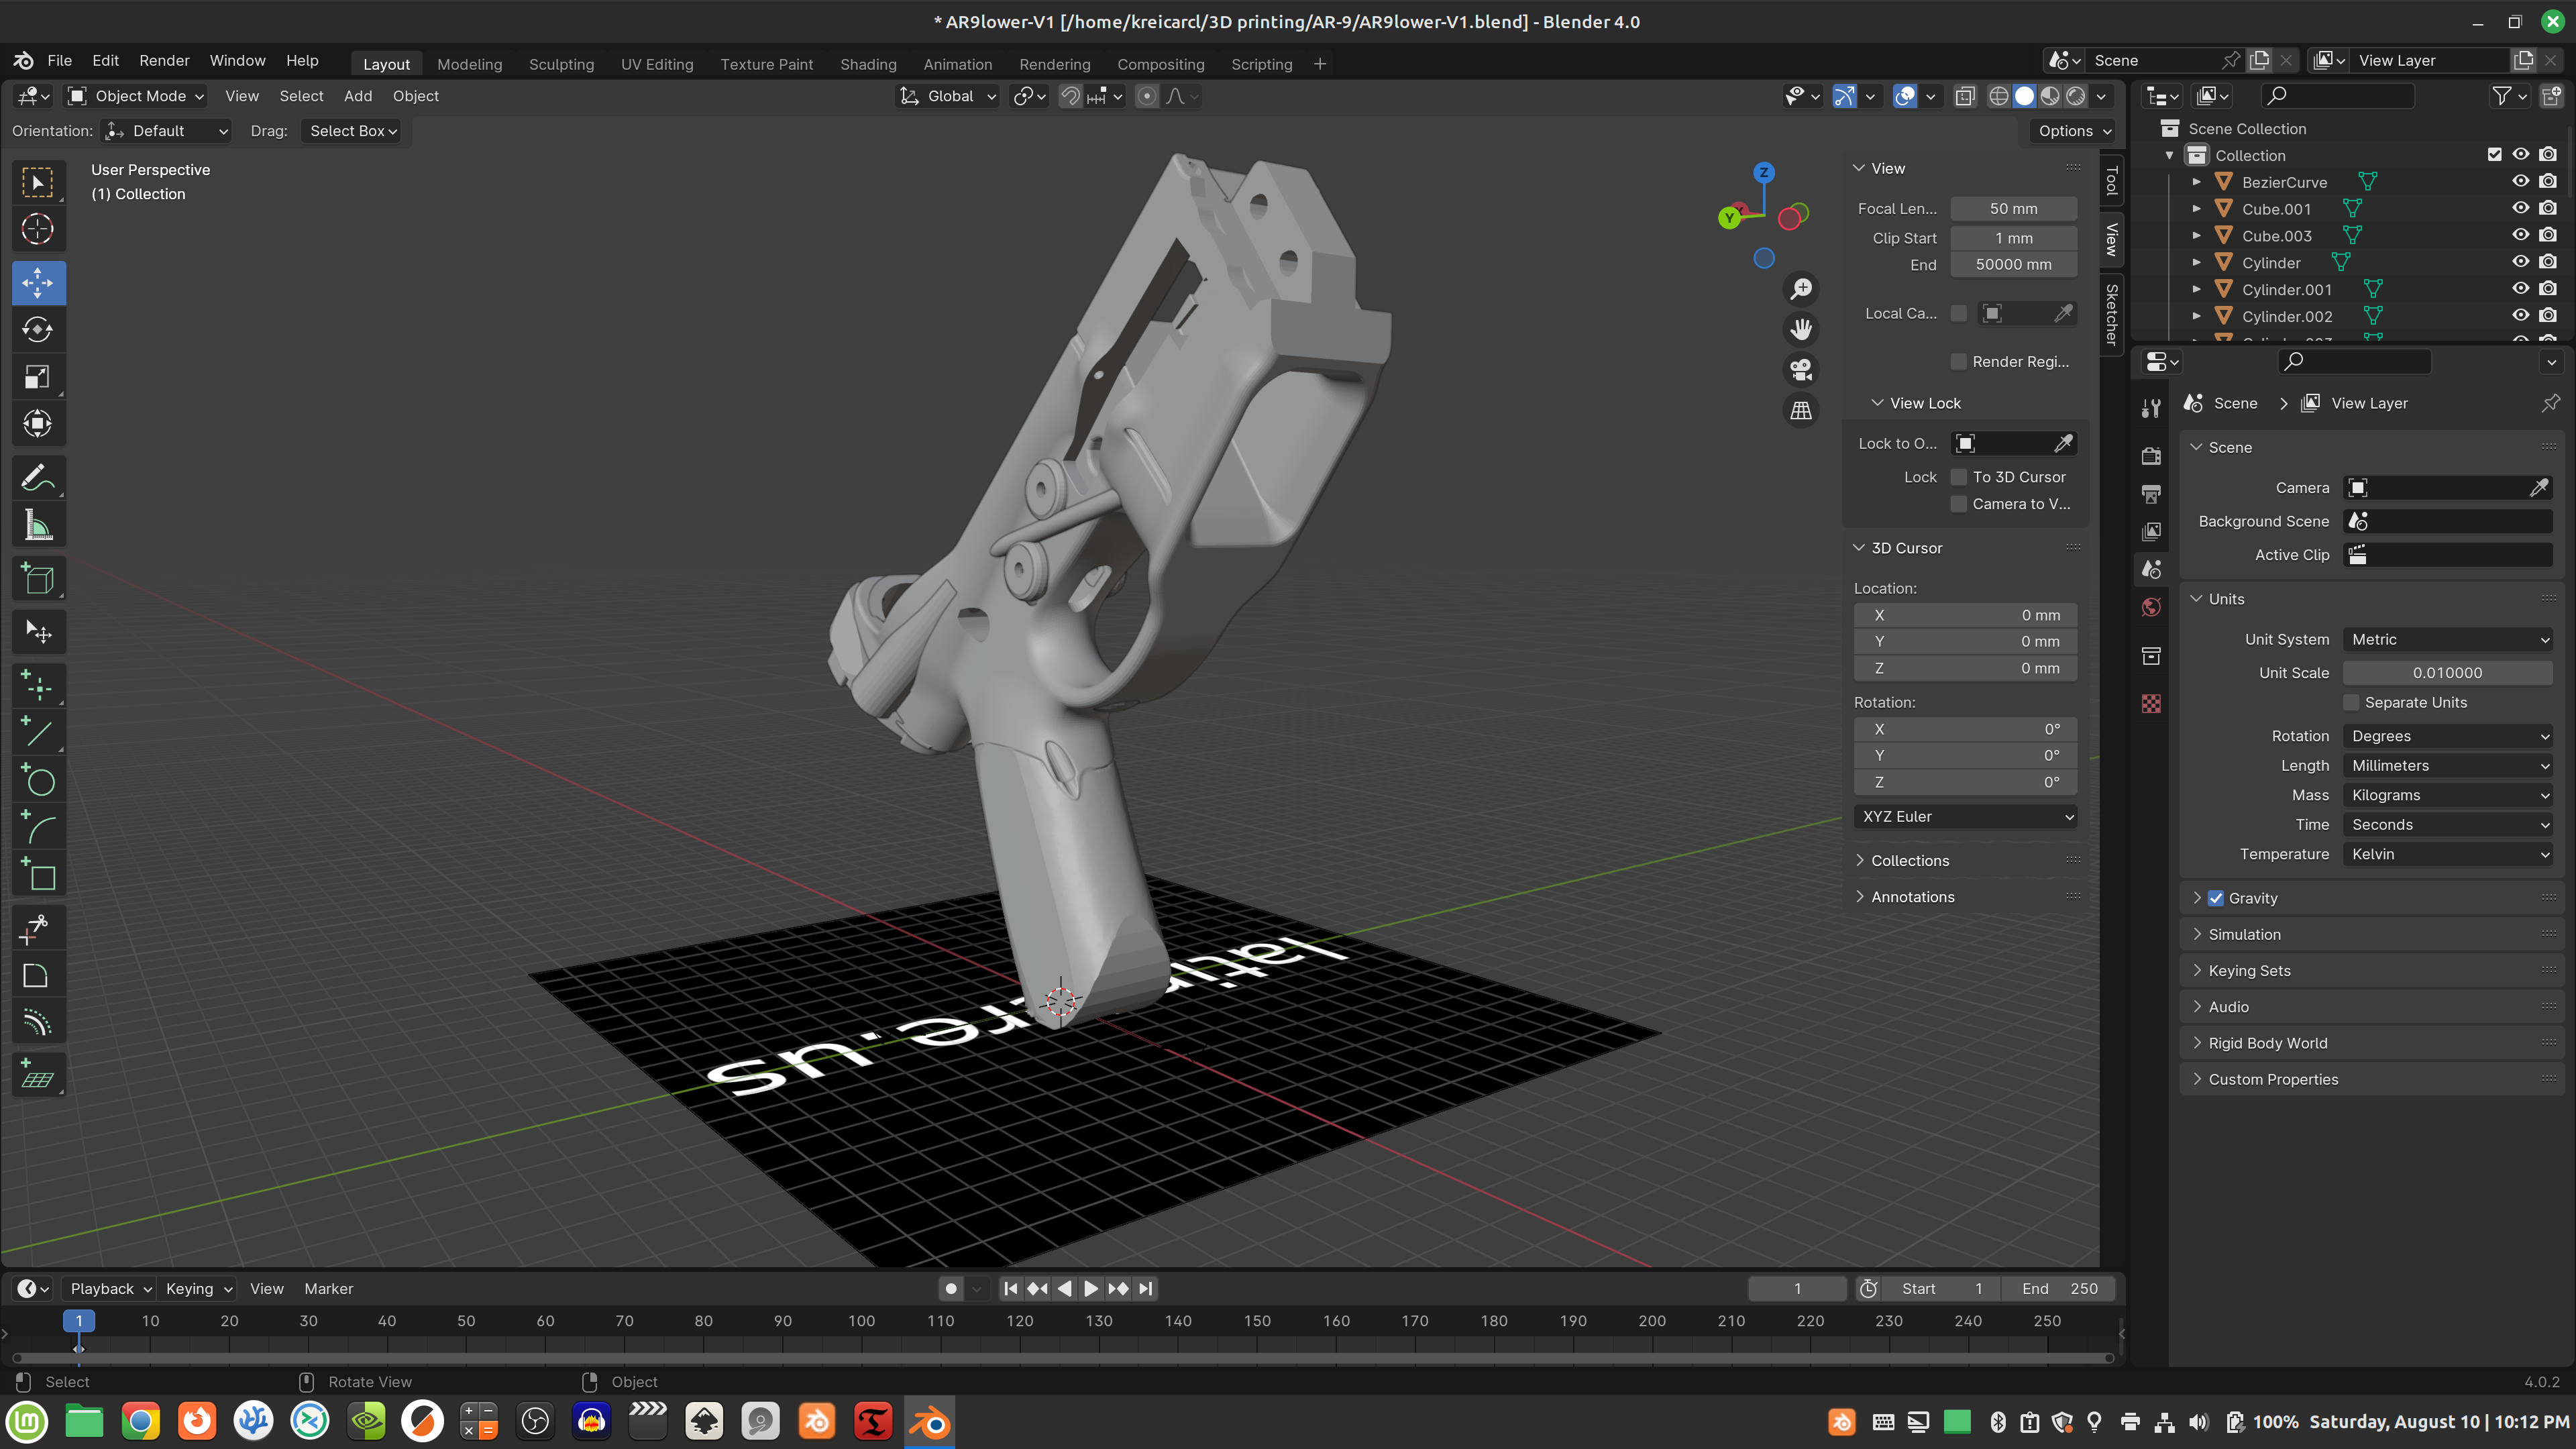 * AR9lower-V1 [/home/kreicarcl/3D printing/AR-9/AR9lower-V1.blend] - Blender 4.0
File Edit Render Window Help Layout Modeling Sculpting UV Editing Texture Paint Shading Animation Rendering Compositing Scripting + Scene View Layer
Object Mode View Select Add Object Global
Orientation: Default Drag: Select Box Options
User Perspective
(1) Collection
Z
Y
View
Focal Len... 50 mm
Clip Start 1 mm
End 50000 mm
Local Ca...
Render Regi...
View Lock
Lock to O...
Lock To 3D Cursor
Camera to V...
3D Cursor
Location:
X 0 mm
Y 0 mm
Z 0 mm
Rotation:
X 0°
Y 0°
Z 0°
XYZ Euler
Collections
Annotations
Tool
View
Sketcher
Scene Collection
Collection
BezierCurve
Cube.001
Cube.003
Cylinder
Cylinder.001
Cylinder.002
Scene > View Layer
Scene
Camera
Background Scene
Active Clip
Units
Unit System Metric
Unit Scale 0.010000
Separate Units
Rotation Degrees
Length Millimeters
Mass Kilograms
Time Seconds
Temperature Kelvin
Gravity
Simulation
Keying Sets
Audio
Rigid Body World
Custom Properties
Playback Keying View Marker 1 Start 1 End 250
1 10 20 30 40 50 60 70 80 90 100 110 120 130 140 150 160 170 180 190 200 210 220 230 240 250
Select Rotate View Object 4.0.2
100% Saturday, August 10 | 10:12 PM